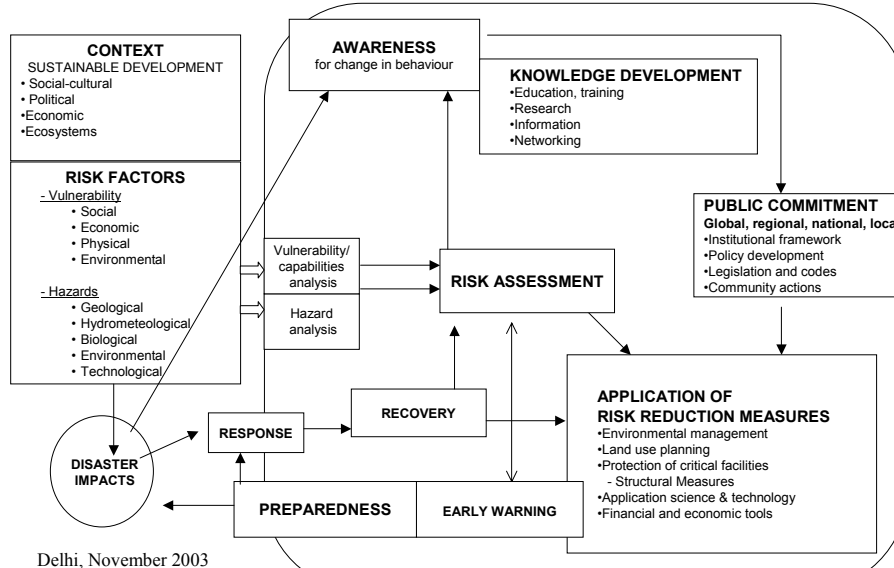 CONTEXT
SUSTAINABLE DEVELOPMENT
• Social-cultural
• Political
•Economic
•Ecosystems
RISK FACTORS
- Vulnerability
• Social
• Economic
• Physical
• Environmental
- Hazards
• Geological
• Hydrometeological
• Biological
• Environmental
• Technological
DISASTER
IMPACTS
AWARENESS
for change in behaviour
KNOWLEDGE DEVELOPMENT
•Education, training
•Research
•Information
•Networking
PUBLIC COMMITMENT
Global, regional, national, loca
•Institutional framework
•Policy development
•Legislation and codes
•Community actions
Vulnerability/
capabilities
analysis
Hazard
analysis
RISK ASSESSMENT
RECOVERY
RESPONSE
PREPAREDNESS
EARLY WARNING
APPLICATION OF
RISK REDUCTION MEASURES
•Environmental management
•Land use planning
•Protection of critical facilities
- Structural Measures
•Application science & technology
•Financial and economic tools
Delhi, November 2003